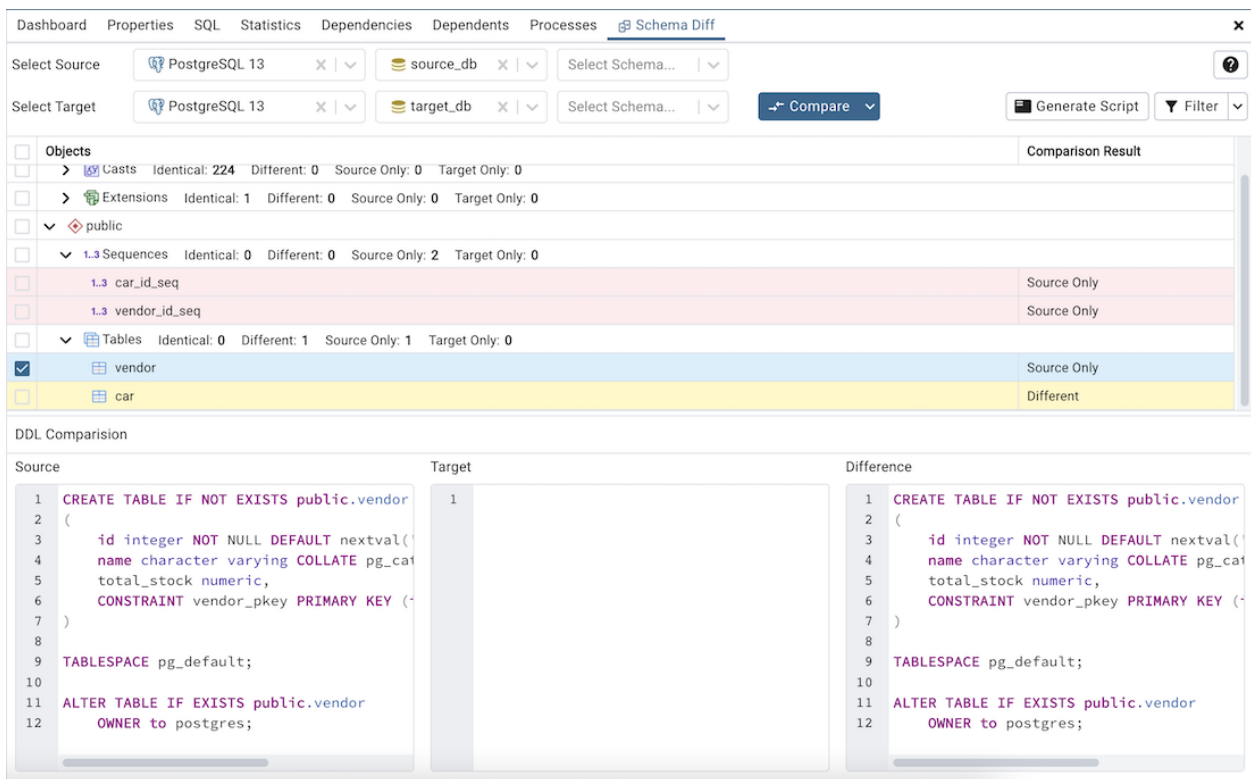 Dashboard Properties SQL Statistics Dependencies Dependents Processes Schema Diff
Select Source PostgreSQL 13 source_db Select Schema...
Select Target PostgreSQL 13 target_db Select Schema... Compare Generate Script Filter
Objects Comparison Result
Casts Identical: 224 Different: 0 Source Only: 0 Target Only: 0
Extensions Identical: 1 Different: 0 Source Only: 0 Target Only: 0
public
1..3 Sequences Identical: 0 Different: 0 Source Only: 2 Target Only: 0
1..3 car_id_seq Source Only
1..3 vendor_id_seq Source Only
Tables Identical: 0 Different: 1 Source Only: 1 Target Only: 0
vendor Source Only
car Different
DDL Comparision
Source
1 CREATE TABLE IF NOT EXISTS public.vendor
2 (
3 id integer NOT NULL DEFAULT nextval('
4 name character varying COLLATE pg_cat
5 total_stock numeric,
6 CONSTRAINT vendor_pkey PRIMARY KEY (
7 )
8
9 TABLESPACE pg_default;
10
11 ALTER TABLE IF EXISTS public.vendor
12 OWNER to postgres;
Target
1
Difference
1 CREATE TABLE IF NOT EXISTS public.vendor
2 (
3 id integer NOT NULL DEFAULT nextval('
4 name character varying COLLATE pg_cat
5 total_stock numeric,
6 CONSTRAINT vendor_pkey PRIMARY KEY (
7 )
8
9 TABLESPACE pg_default;
10
11 ALTER TABLE IF EXISTS public.vendor
12 OWNER to postgres;